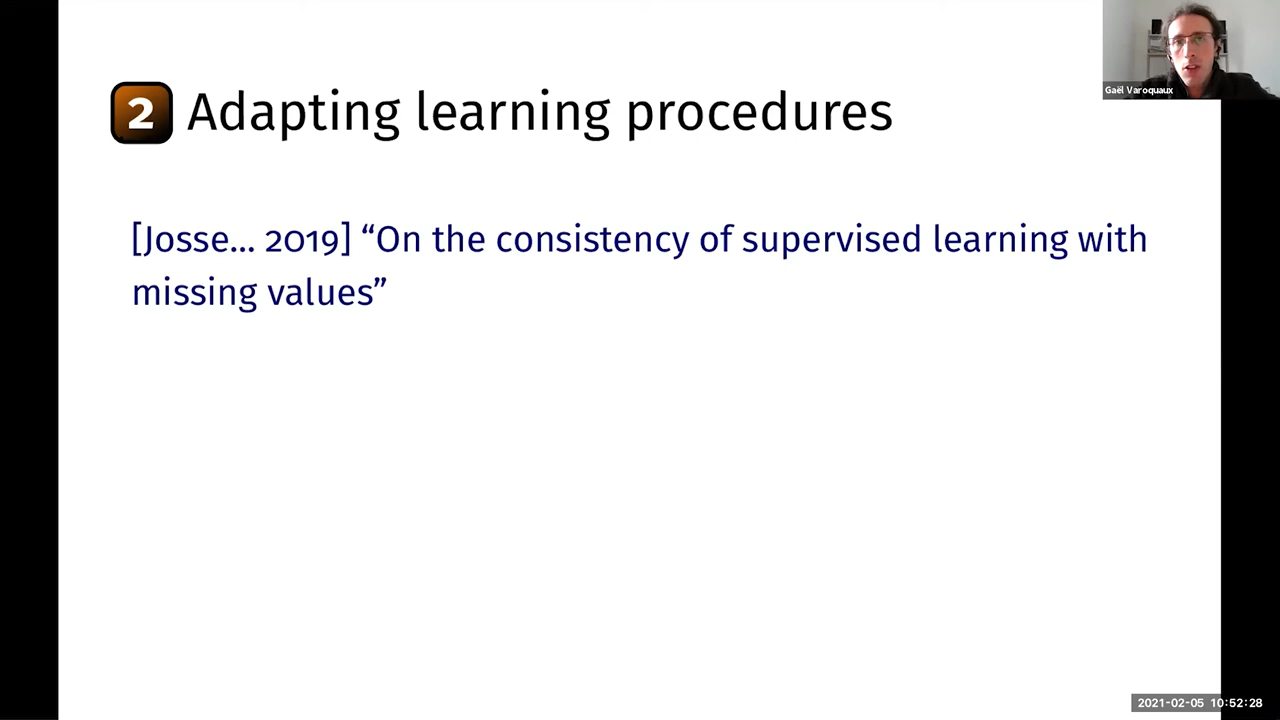 2 Adapting learning procedures
[Josse... 2019] “On the consistency of supervised learning with
missing values”
Gaël Varoquaux
2021-02-05 10:52:28